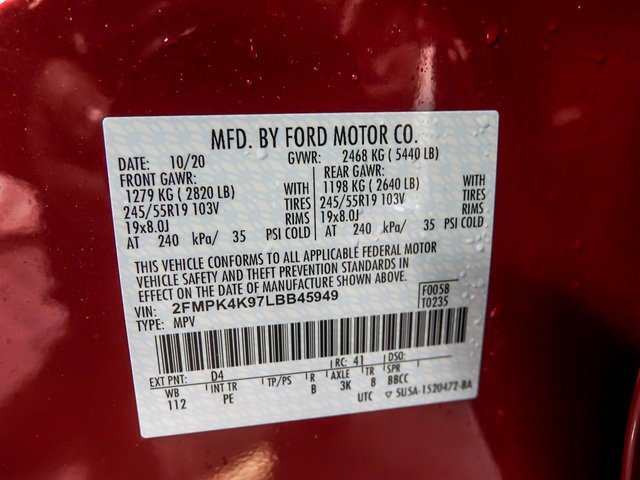 MFD. BY FORD MOTOR CO.
DATE: 10/20 GVWR: 2468 KG ( 5440 LB)
FRONT GAWR: REAR GAWR:
1279 KG ( 2820 LB) WITH 1198 KG ( 2640 LB) WITH
245/55R19 103V TIRES 245/55R19 103V TIRES
19x8.0J RIMS 19x8.0J RIMS
AT 240 kPa/ 35 PSI COLD AT 240 kPa/ 35 PSI COLD
THIS VEHICLE CONFORMS TO ALL APPLICABLE FEDERAL MOTOR
VEHICLE SAFETY AND THEFT PREVENTION STANDARDS IN
EFFECT ON THE DATE OF MANUFACTURE SHOWN ABOVE.
VIN: 2FMPK4K97LBB45949 F0058
TYPE: MPV T0235
EXT PNT: D4 RC: 41 DSO:
WB INT TR TP/PS R AXLE TR SPR
112 PE B 3K 8 BBCC
UTC ▽ 5U5A-1520472-BA